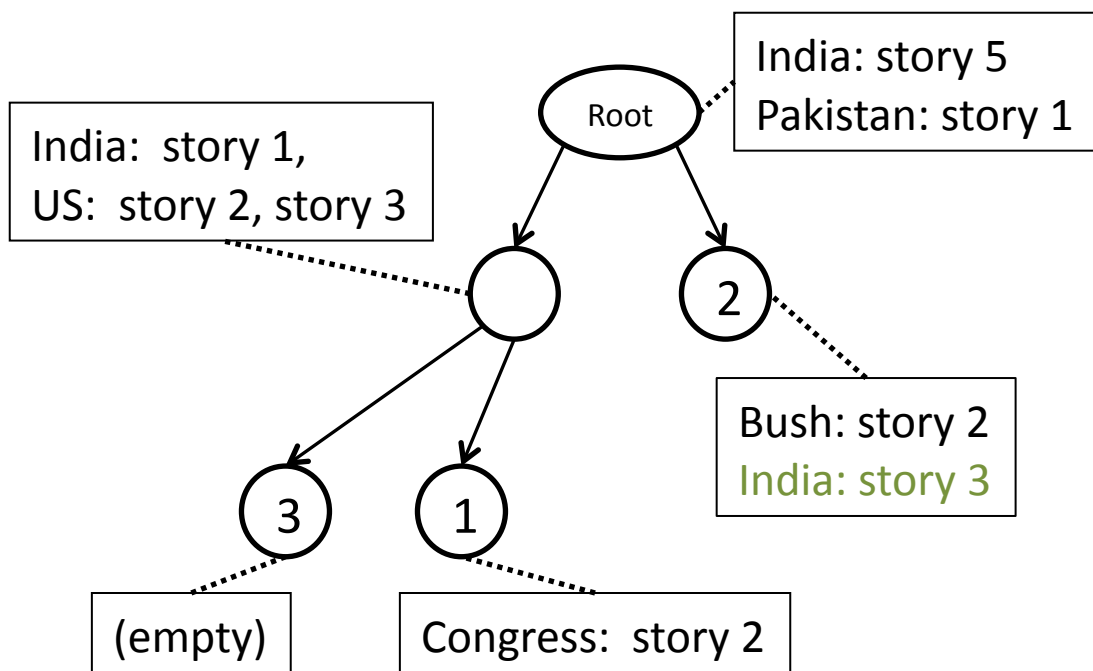 India: story 5
Pakistan: story 1
Root
India: story 1,
US: story 2, story 3
2
Bush: story 2
India: story 3
3
1
(empty)
Congress: story 2